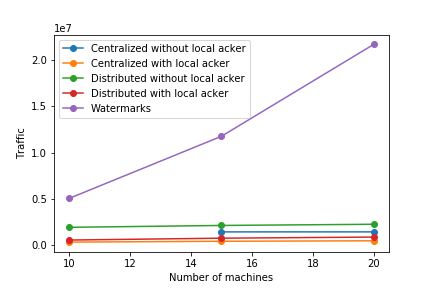 1e7
Centralized without local acker
Centralized with local acker
Distributed without local acker
Distributed with local acker
Watermarks
2.0
1.5
1.0
0.5
0.0
Traffic
10 12 14 16 18 20
Number of machines